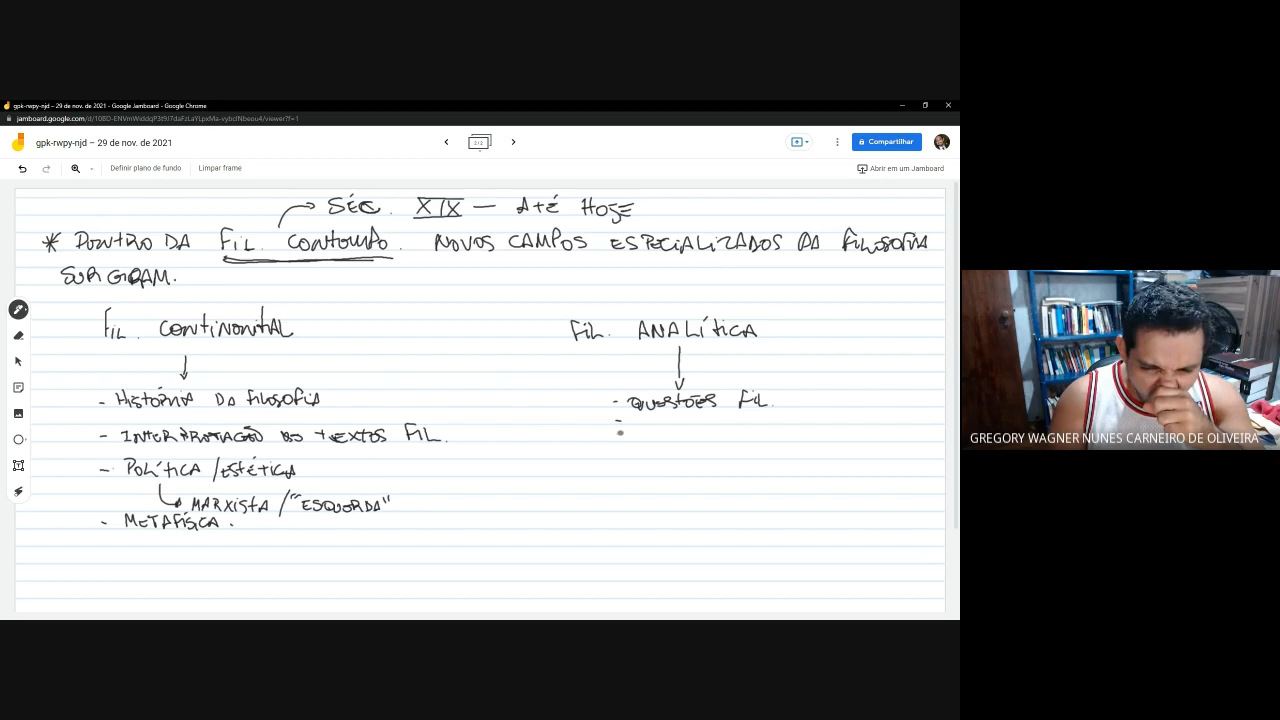 gpk-rwpy-njd – 29 de nov. de 2021 - Google Jamboard - Google Chrome
gpk-rwpy-njd – 29 de nov. de 2021
Compartilhar
Definir plano de fundo
Limpar frame
Abrir em um Jamboard
SÉC. XIX — ATÉ HOJE
* DENTRO DA FIL. CONTEMPO. NOVOS CAMPOS ESPECIALIZADOS DA FILOSOFIA
SURGIRAM.
FIL. CONTINENTAL
FIL. ANALÍTICA
- HISTÓRIA DA FILOSOFIA
- QUESTÕES FIL.
- INTERPRETAÇÃO DOS TEXTOS FIL.
-
- POLÍTICA / ESTÉTICA
MARXISTA / "ESQUERDA"
- METAFÍSICA.
GREGORY WAGNER NUNES CARNEIRO DE OLIVEIRA